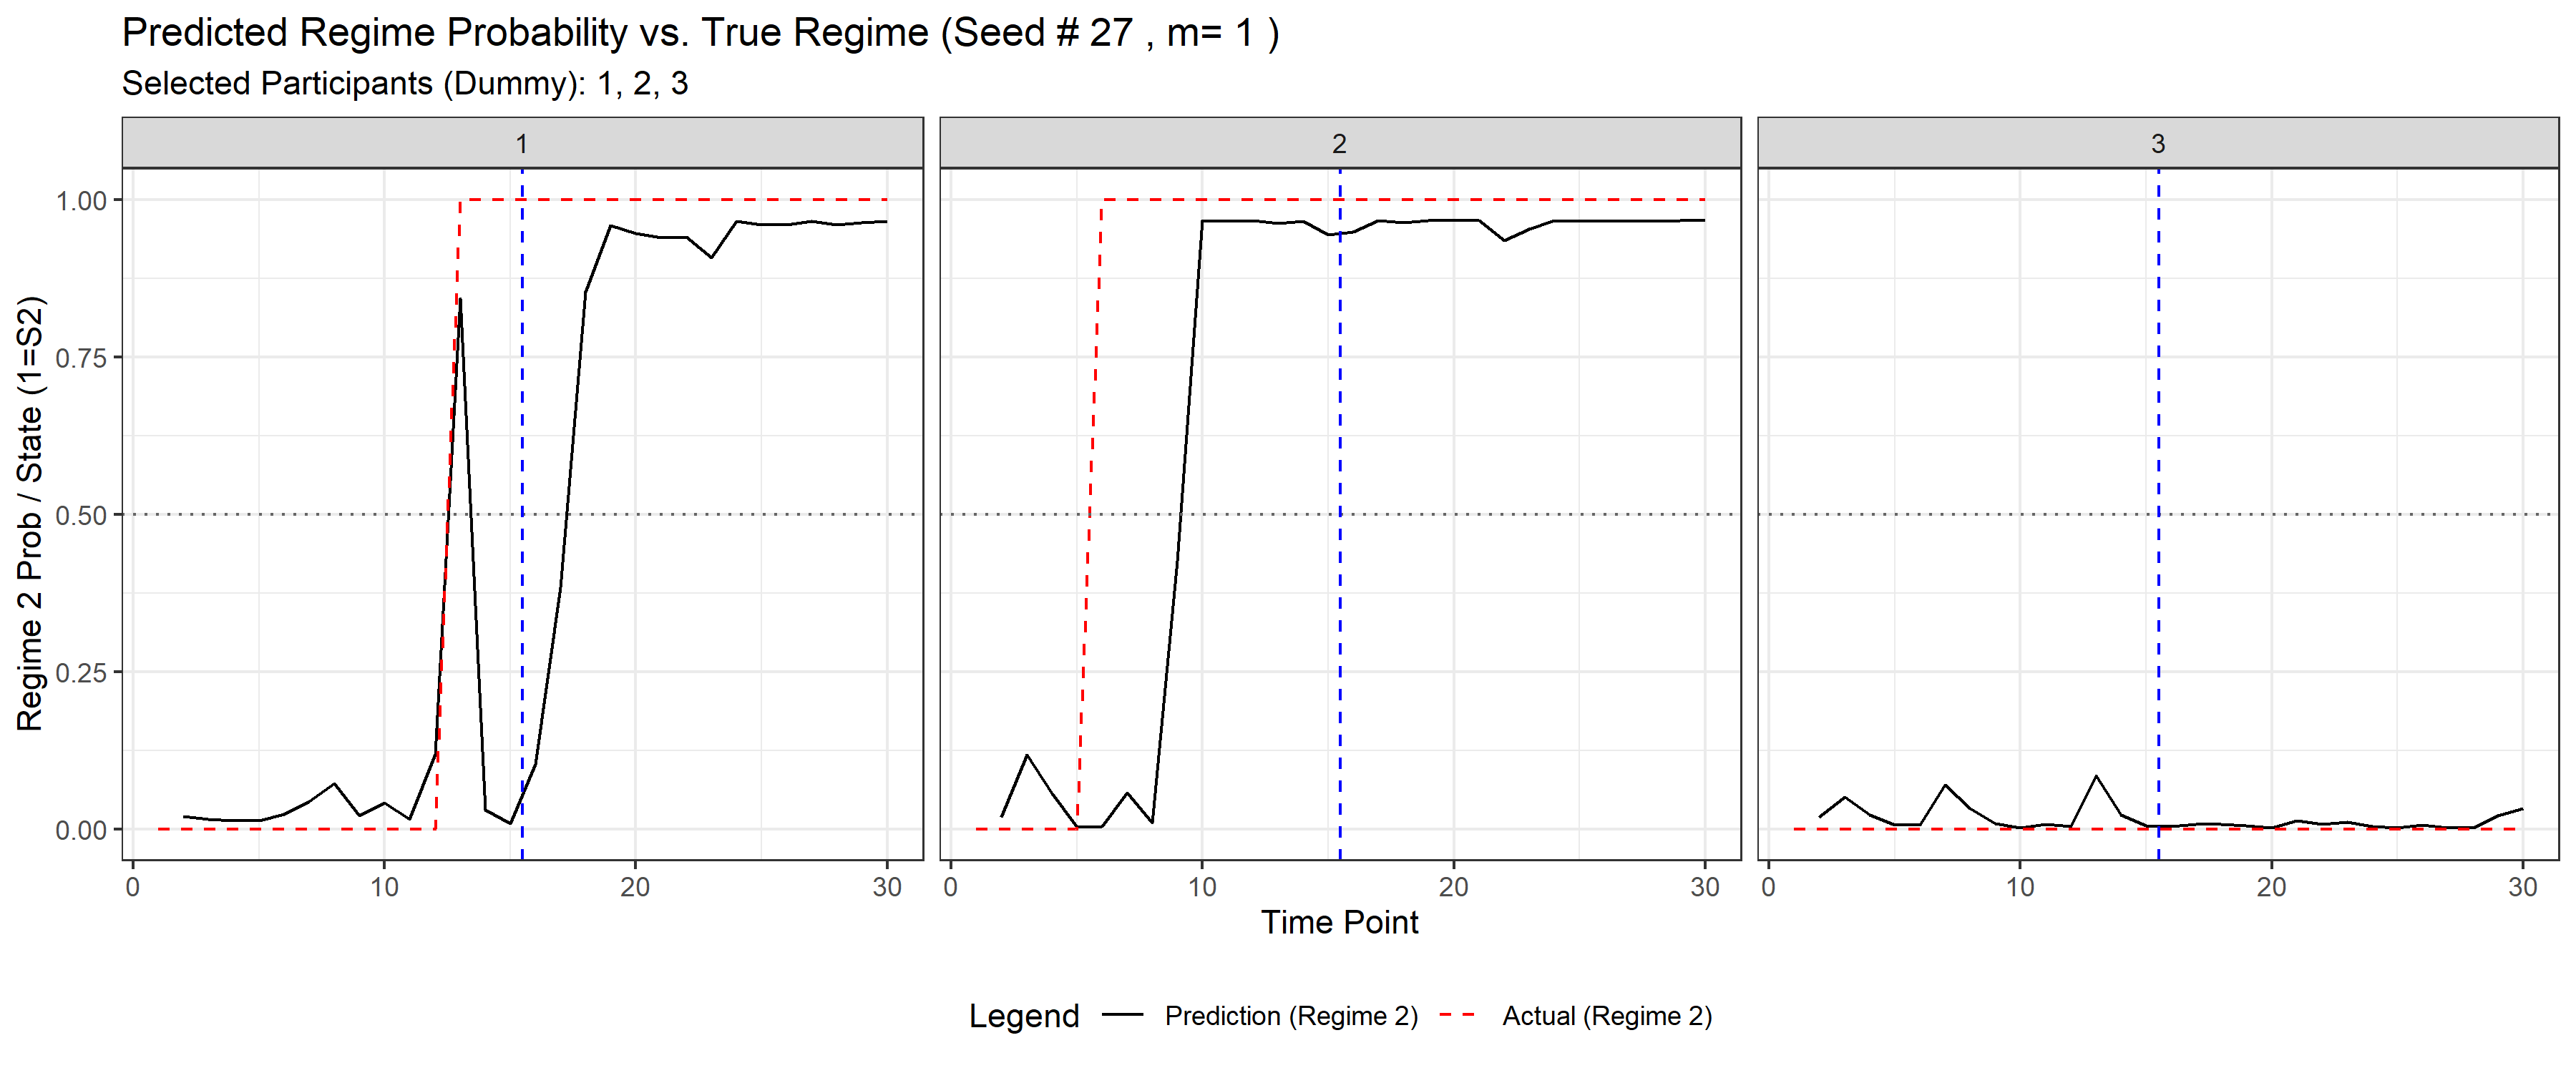 Predicted Regime Probability vs. True Regime (Seed # 27 , m= 1 )
Selected Participants (Dummy): 1, 2, 3
1
2
3
Regime 2 Prob / State (1=S2)
1.00
0.75
0.50
0.25
0.00
0 10 20 30
0 10 20 30
0 10 20 30
Time Point
Legend Prediction (Regime 2) Actual (Regime 2)